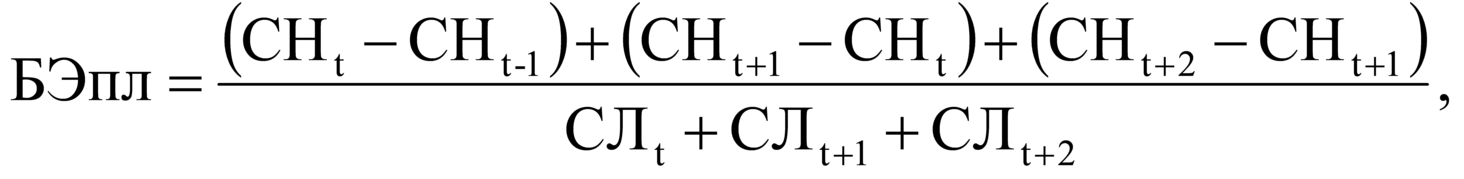 БЭпл = ((СНt − СНt-1) + (СНt+1 − СНt) + (СНt+2 − СНt+1)) / (СЛt + СЛt+1 + СЛt+2),